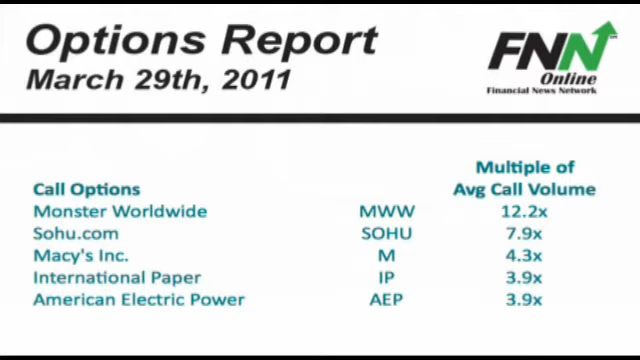 Options Report
March 29th, 2011
FNN
Online
Financial News Network
Multiple of
Call Options Avg Call Volume
Monster Worldwide MWW 12.2x
Sohu.com SOHU 7.9x
Macy's Inc. M 4.3x
International Paper IP 3.9x
American Electric Power AEP 3.9x